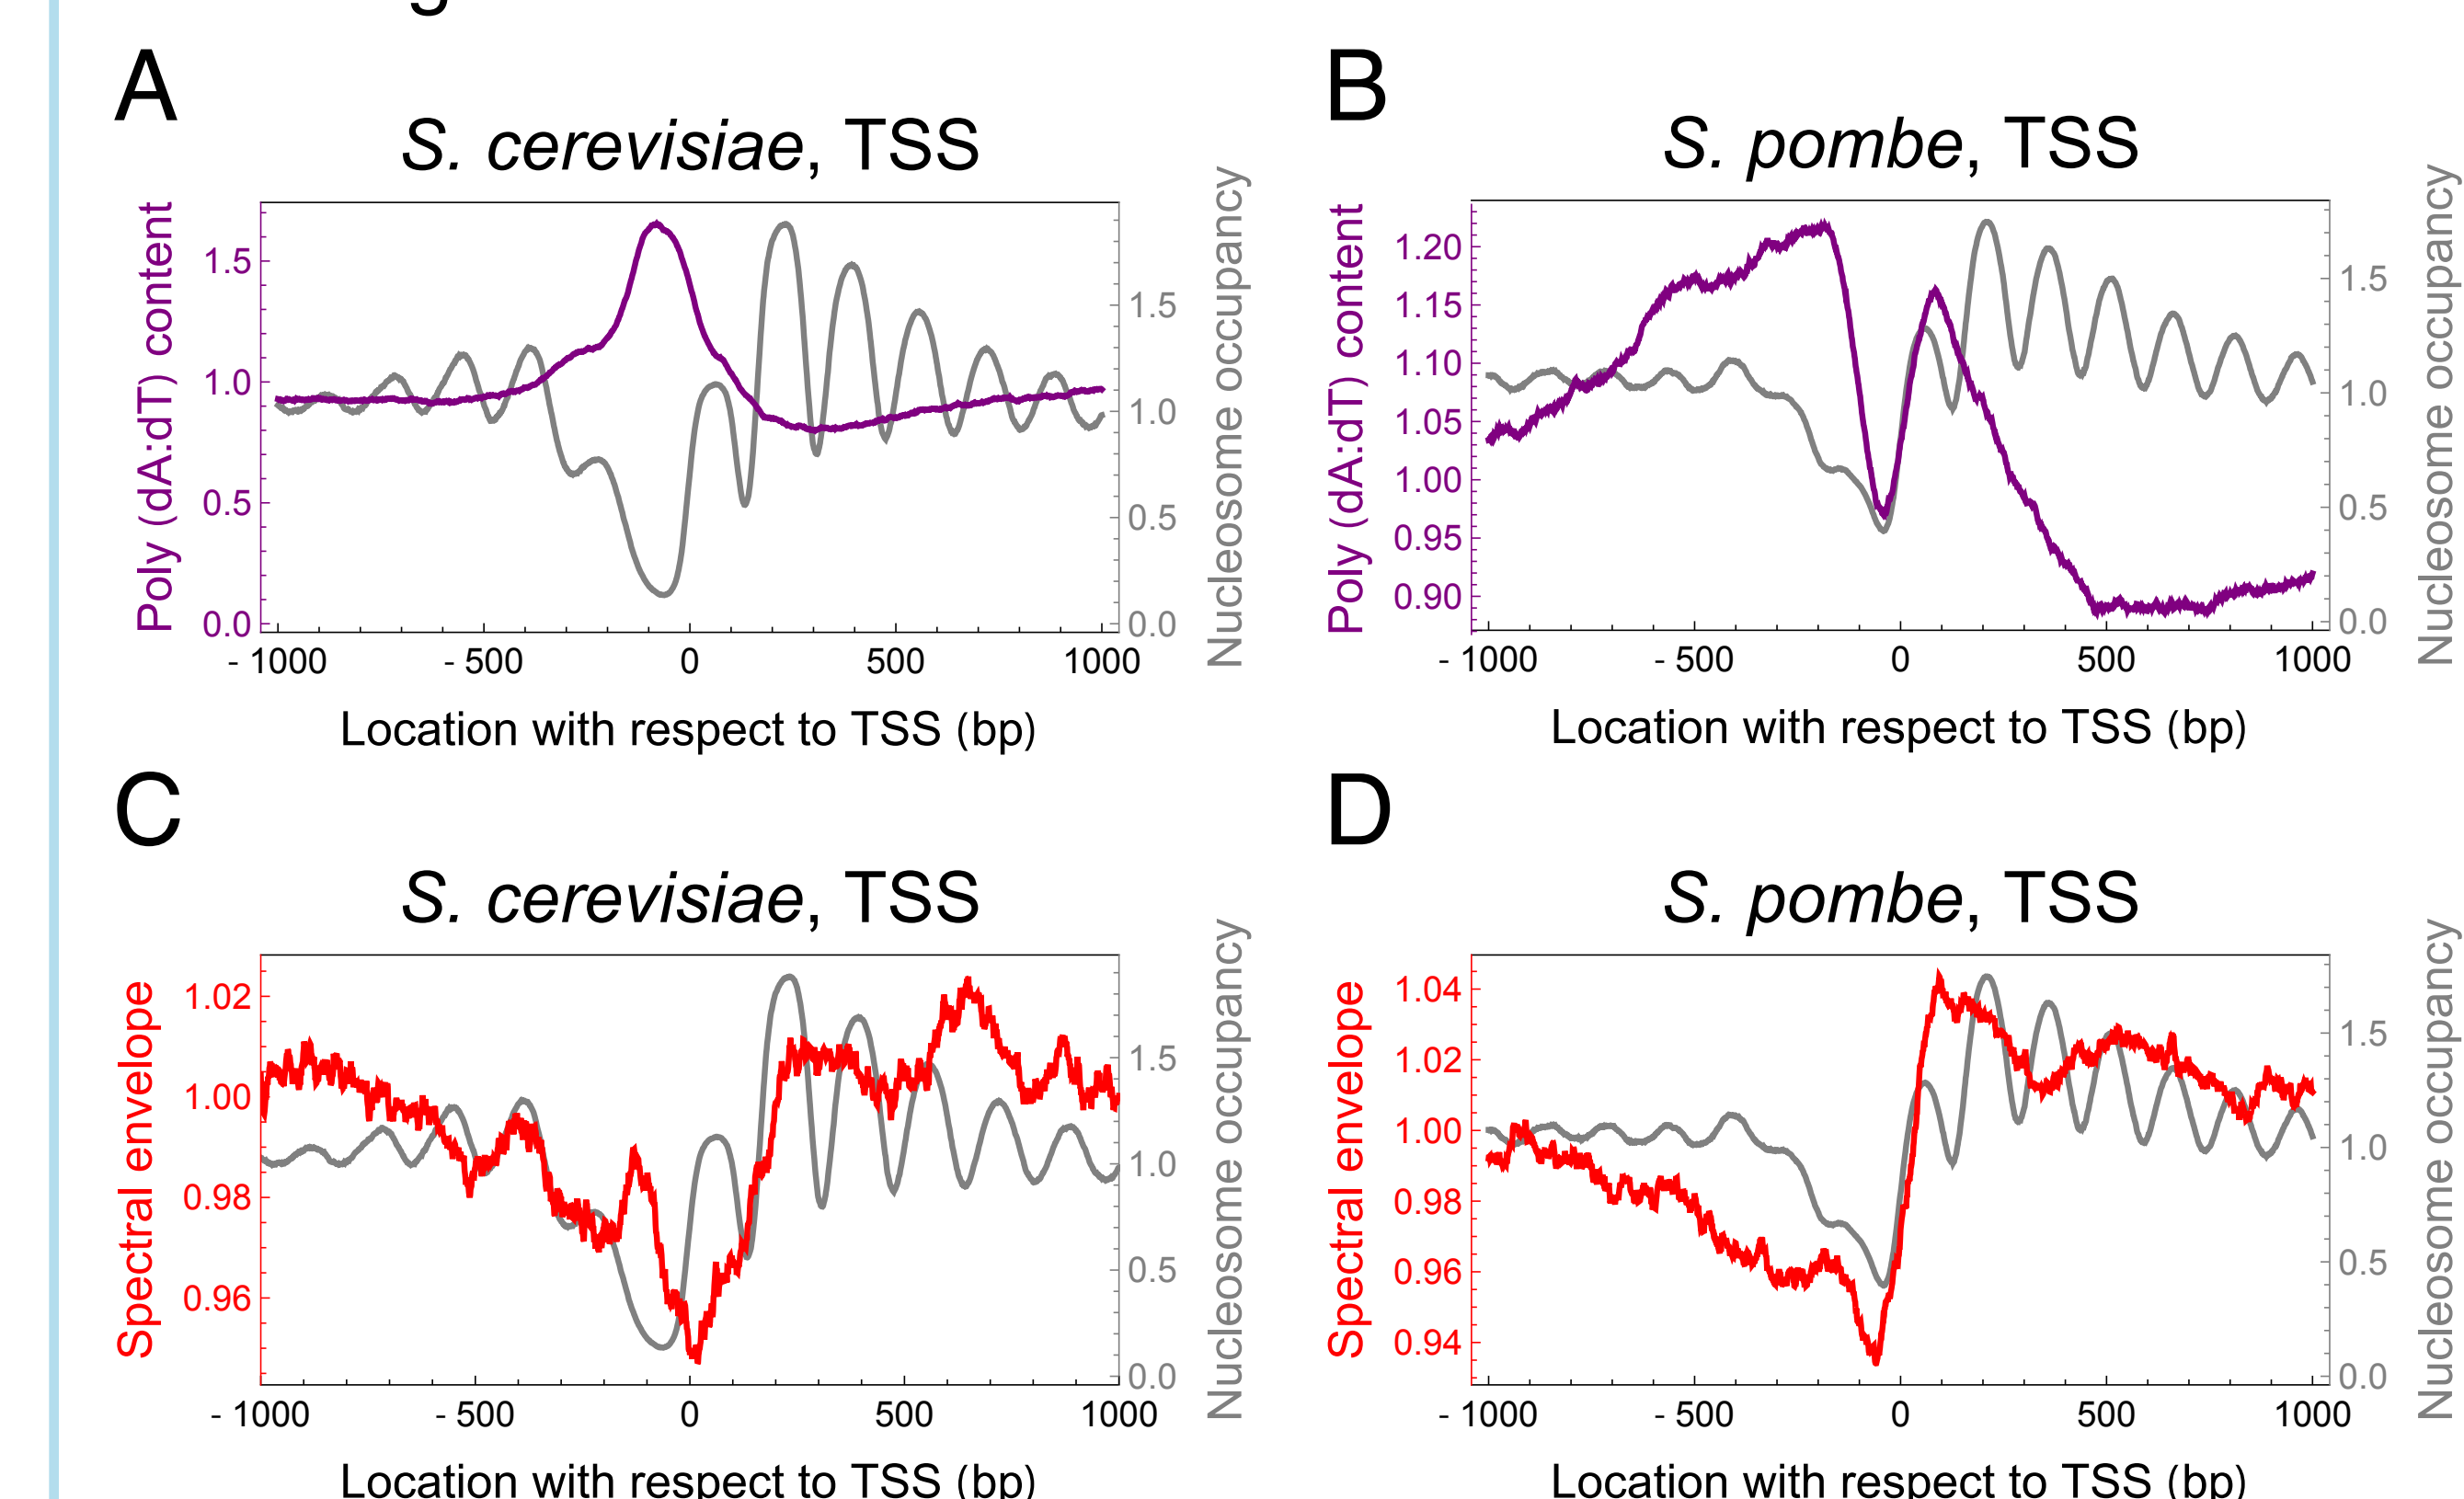 A
B
S. cerevisiae, TSS
S. pombe, TSS
Poly (dA:dT) content
1.5
1.0
0.5
0.0
Nucleosome occupancy
1.5
1.0
0.5
0.0
- 1000
- 500
0
500
1000
Location with respect to TSS (bp)
Poly (dA:dT) content
1.20
1.15
1.10
1.05
1.00
0.95
0.90
Nucleosome occupancy
1.5
1.0
0.5
0.0
- 1000
- 500
0
500
1000
Location with respect to TSS (bp)
C
D
S. cerevisiae, TSS
S. pombe, TSS
Spectral envelope
1.02
1.00
0.98
0.96
Nucleosome occupancy
1.5
1.0
0.5
0.0
- 1000
- 500
0
500
1000
Location with respect to TSS (bp)
Spectral envelope
1.04
1.02
1.00
0.98
0.96
0.94
Nucleosome occupancy
1.5
1.0
0.5
0.0
- 1000
- 500
0
500
1000
Location with respect to TSS (bp)